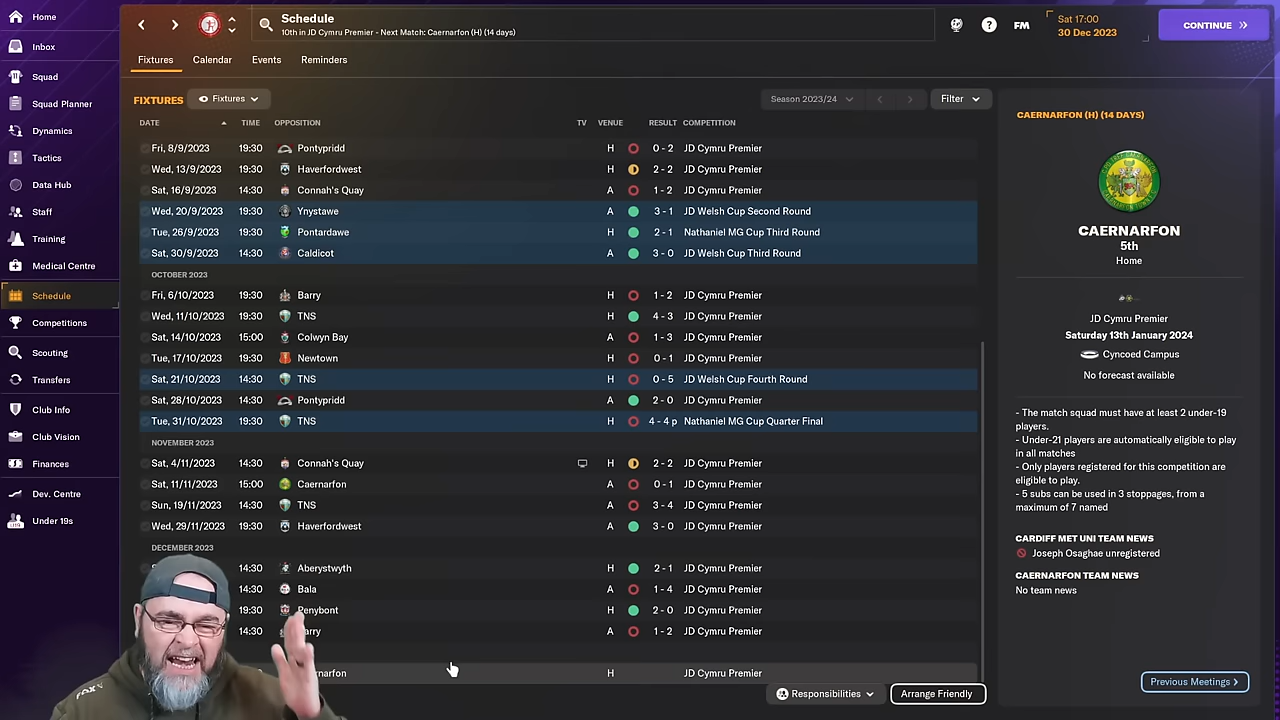 Home
Inbox
Squad
Squad Planner
Dynamics
Tactics
Data Hub
Staff
Training
Medical Centre
Schedule
Competitions
Scouting
Transfers
Club Info
Club Vision
Finances
Dev. Centre
Under 19s
Schedule
10th in JD Cymru Premier - Next Match: Caernarfon (H) (14 days)
FM
Sat 17:00
30 Dec 2023
CONTINUE
Fixtures Calendar Events Reminders
FIXTURES Fixtures Season 2023/24 Filter
DATE TIME OPPOSITION TV VENUE RESULT COMPETITION
Fri, 8/9/2023 19:30 Pontypridd H 0 - 2 JD Cymru Premier
Wed, 13/9/2023 19:30 Haverfordwest H 2 - 2 JD Cymru Premier
Sat, 16/9/2023 14:30 Connah's Quay A 1 - 2 JD Cymru Premier
Wed, 20/9/2023 19:30 Ynystawe A 3 - 1 JD Welsh Cup Second Round
Tue, 26/9/2023 19:30 Pontardawe H 2 - 1 Nathaniel MG Cup Third Round
Sat, 30/9/2023 14:30 Caldicot A 3 - 0 JD Welsh Cup Third Round
OCTOBER 2023
Fri, 6/10/2023 19:30 Barry H 1 - 2 JD Cymru Premier
Wed, 11/10/2023 19:30 TNS H 4 - 3 JD Cymru Premier
Sat, 14/10/2023 15:00 Colwyn Bay A 1 - 3 JD Cymru Premier
Tue, 17/10/2023 19:30 Newtown H 0 - 1 JD Cymru Premier
Sat, 21/10/2023 14:30 TNS H 0 - 5 JD Welsh Cup Fourth Round
Sat, 28/10/2023 14:30 Pontypridd A 2 - 0 JD Cymru Premier
Tue, 31/10/2023 19:30 TNS H 4 - 4 p Nathaniel MG Cup Quarter Final
NOVEMBER 2023
Sat, 4/11/2023 14:30 Connah's Quay H 2 - 2 JD Cymru Premier
Sat, 11/11/2023 15:00 Caernarfon A 0 - 1 JD Cymru Premier
Sun, 19/11/2023 14:30 TNS A 3 - 4 JD Cymru Premier
Wed, 29/11/2023 19:30 Haverfordwest A 3 - 0 JD Cymru Premier
DECEMBER 2023
14:30 Aberystwyth H 2 - 1 JD Cymru Premier
14:30 Bala A 1 - 4 JD Cymru Premier
19:30 Penybont H 2 - 0 JD Cymru Premier
14:30 arry A 1 - 2 JD Cymru Premier
rnarfon H JD Cymru Premier
Responsibilities Arrange Friendly
CAERNARFON (H) (14 DAYS)
CAERNARFON
5th
Home
JD Cymru Premier
Saturday 13th January 2024
Cyncoed Campus
No forecast available
- The match squad must have at least 2 under-19
players.
- Under-21 players are automatically eligible to play
in all matches
- Only players registered for this competition are
eligible to play.
- 5 subs can be used in 3 stoppages, from a
maximum of 7 named
CARDIFF MET UNI TEAM NEWS
Joseph Osaghae unregistered
CAERNARFON TEAM NEWS
No team news
Previous Meetings
FOX